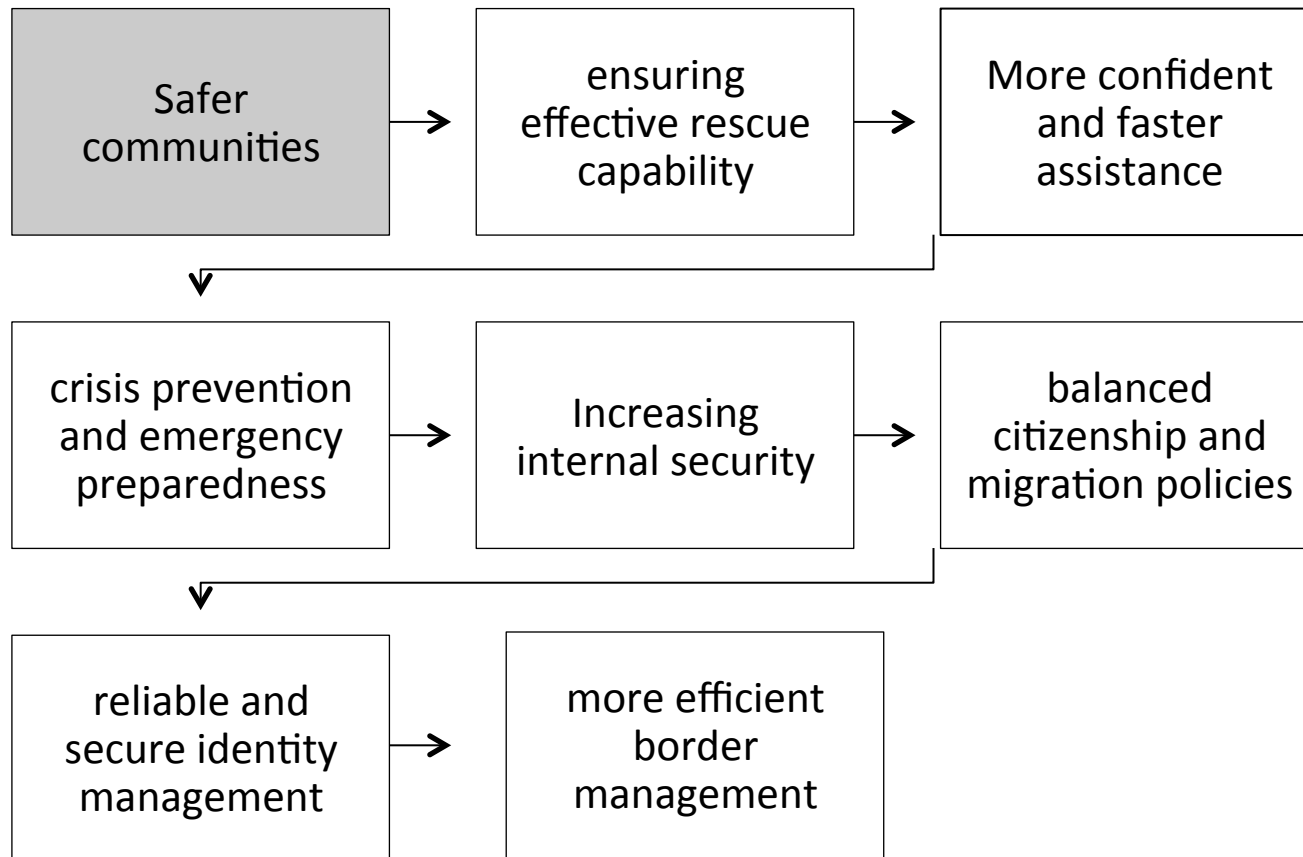 Safer
communities
ensuring
effective rescue
capability
More confident
and faster
assistance
crisis prevention
and emergency
preparedness
Increasing
internal security
balanced
citizenship and
migration policies
reliable and
secure identity
management
more efficient
border
management